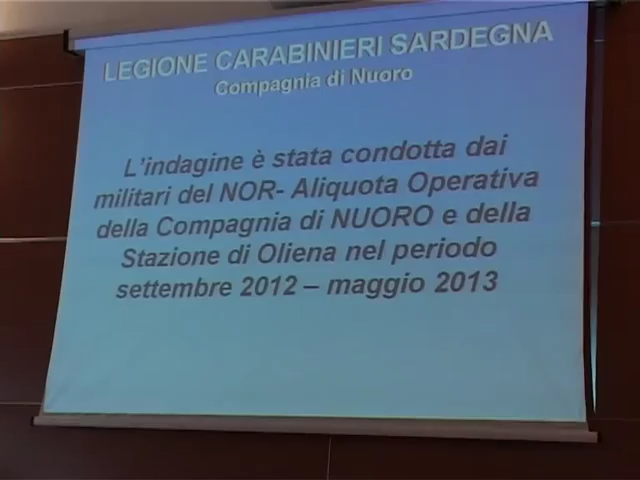 LEGIONE CARABINIERI SARDEGNA
Compagnia di Nuoro
L'indagine è stata condotta dai
militari del NOR- Aliquota Operativa
della Compagnia di NUORO e della
Stazione di Oliena nel periodo
settembre 2012 – maggio 2013